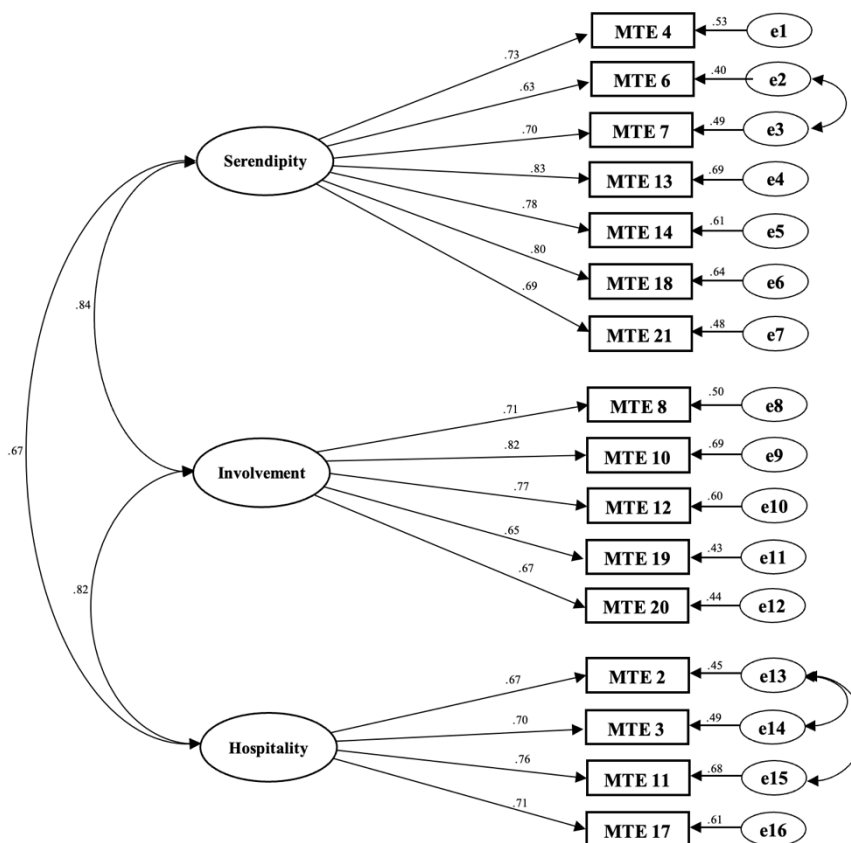 MTE 4 .53 e1
.73
MTE 6 .40 e2
.63
MTE 7 .49 e3
.70
Serendipity
MTE 13 .69 e4
.83
MTE 14 .61 e5
.78
MTE 18 .64 e6
.80
MTE 21 .48 e7
.69
.84
MTE 8 .50 e8
.71
MTE 10 .69 e9
.82
Involvement
MTE 12 .60 e10
.77
MTE 19 .43 e11
.65
MTE 20 .44 e12
.67
.67
.82
MTE 2 .45 e13
.67
MTE 3 .49 e14
.70
Hospitality
MTE 11 .68 e15
.76
MTE 17 .61 e16
.71